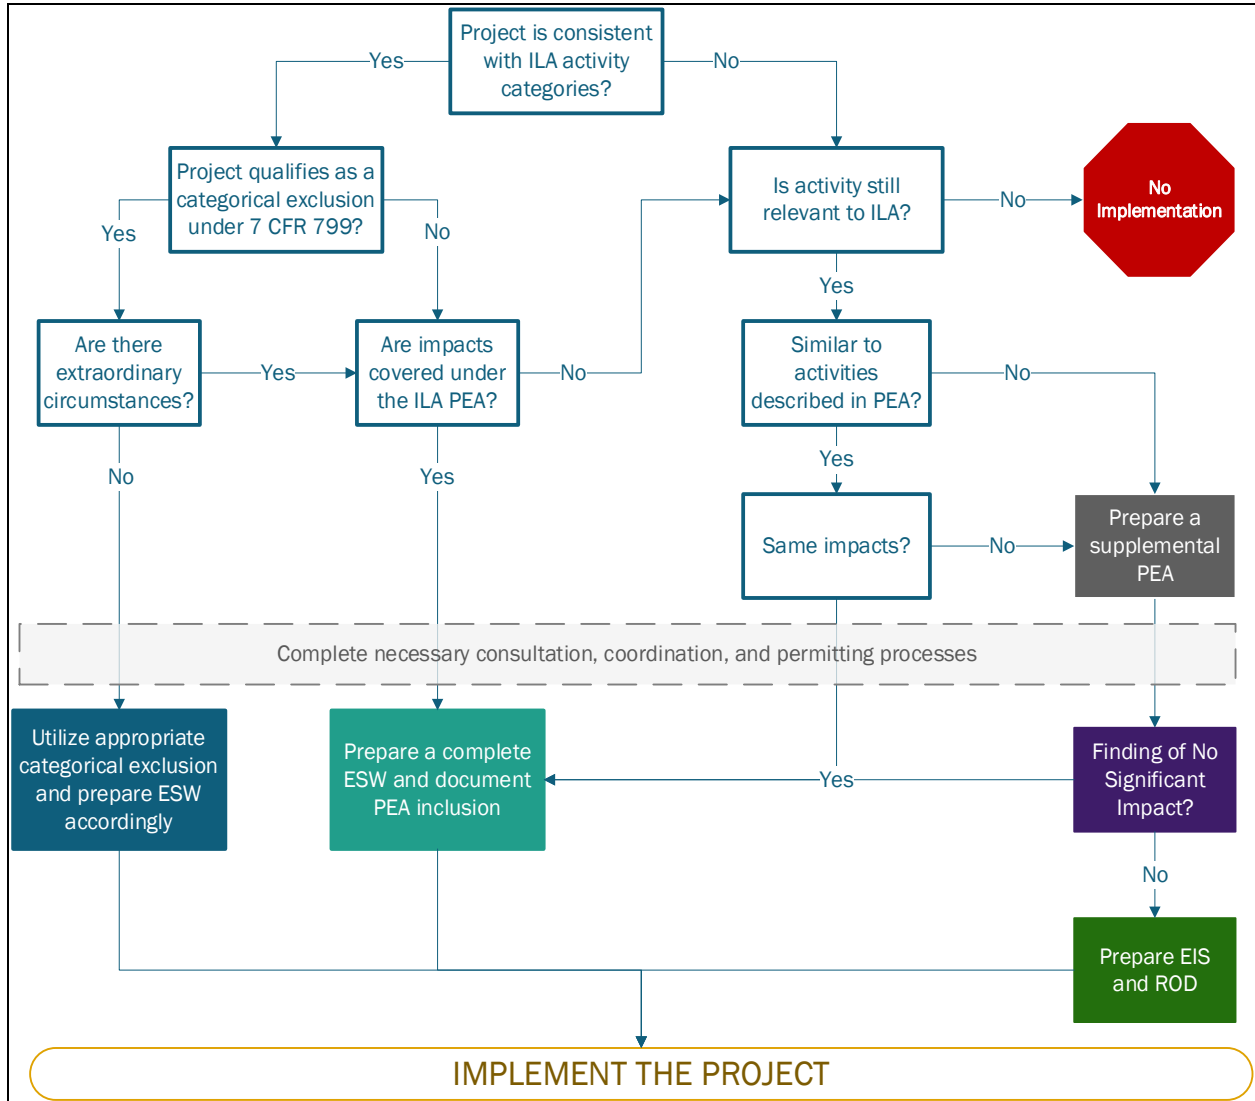 Project is consistent
with ILA activity
categories?
Yes
No
Project qualifies as a
categorical exclusion
under 7 CFR 799?
Is activity still
relevant to ILA?
No
No
Implementation
Yes
No
Yes
Are there
extraordinary
circumstances?
Yes
Are impacts
covered under
the ILA PEA?
No
Similar to
activities
described in PEA?
No
No
Yes
Yes
Same impacts?
No
Prepare a
supplemental
PEA
Complete necessary consultation, coordination, and permitting processes
Utilize appropriate
categorical exclusion
and prepare ESW
accordingly
Prepare a complete
ESW and document
PEA inclusion
Yes
Finding of No
Significant
Impact?
No
Prepare EIS
and ROD
IMPLEMENT THE PROJECT